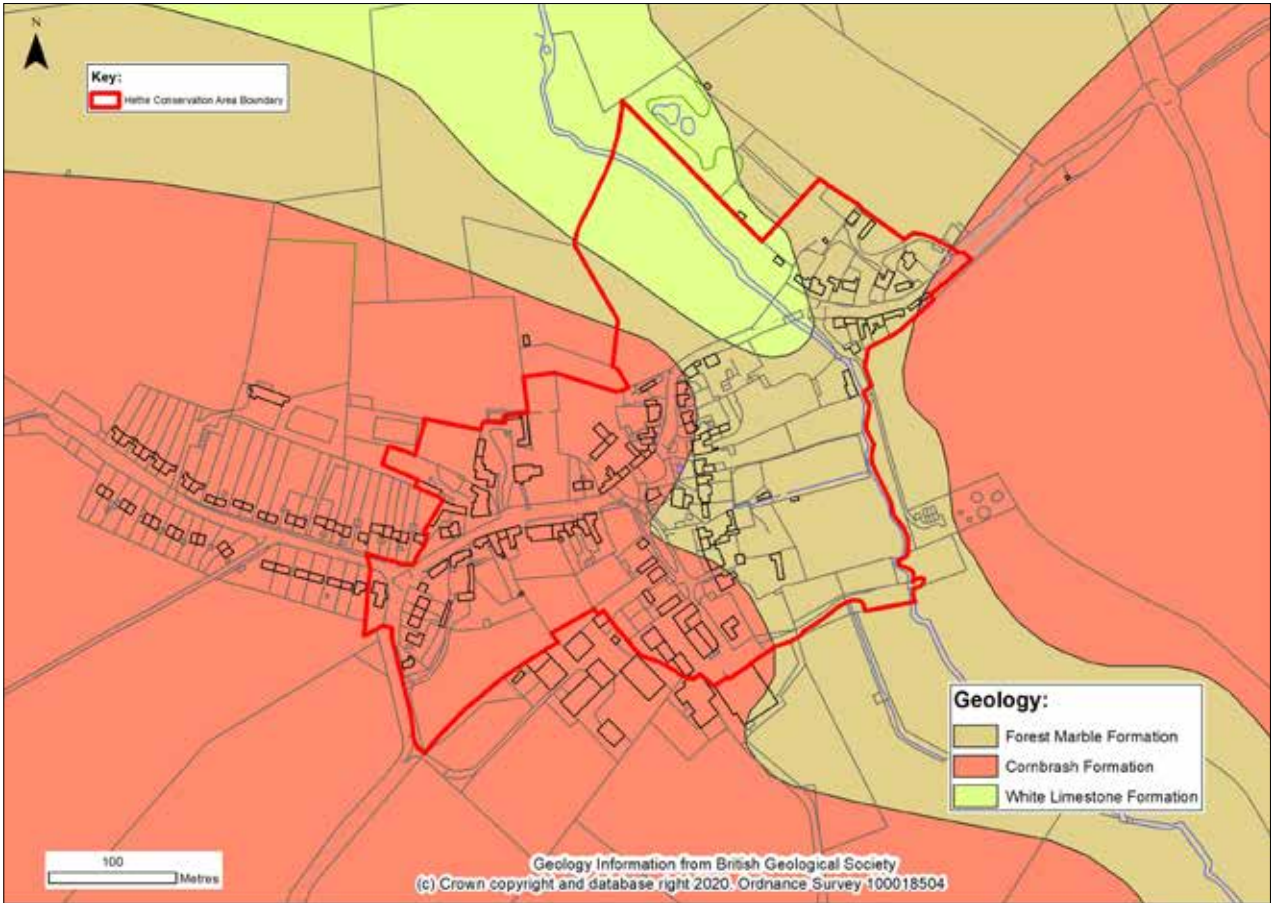 N
Key:
Hethe Conservation Area Boundary
Geology:
Forest Marble Formation
Cornbrash Formation
White Limestone Formation
100
Metres
Geology Information from British Geological Society
(c) Crown copyright and database right 2020. Ordnance Survey 100018504